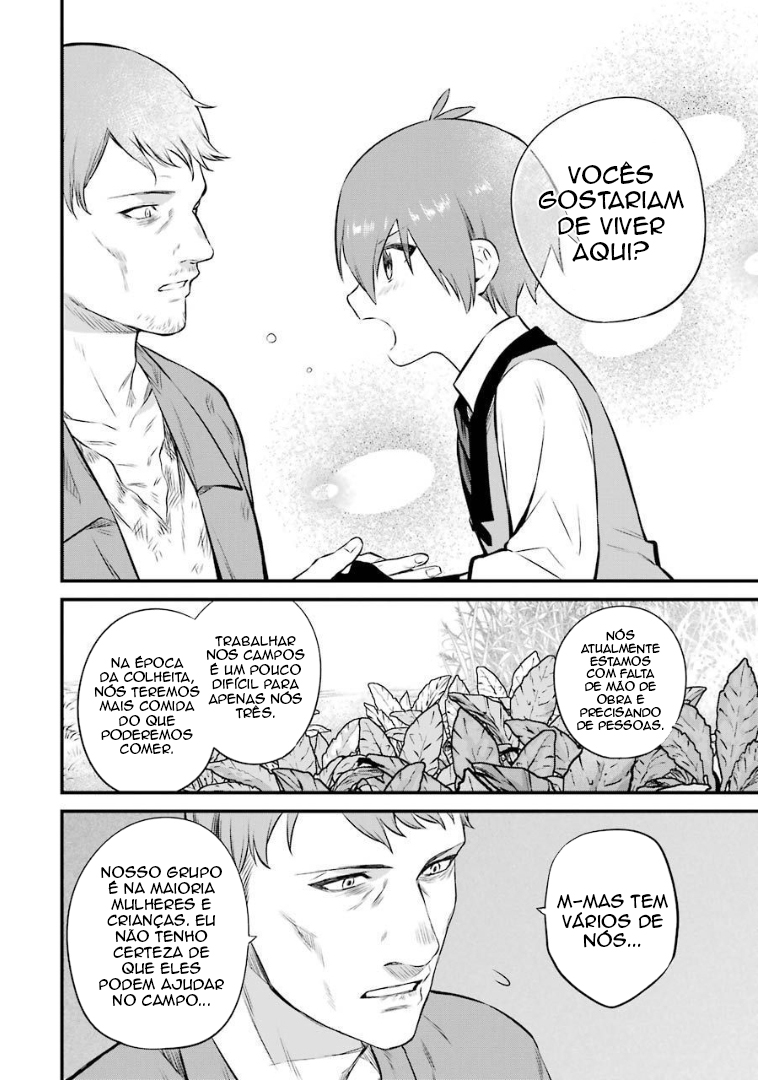 VOCÊS
GOSTARIAM
DE VIVER
AQUI?
NÓS
ATUALMENTE
ESTAMOS
COM FALTA
DE MÃO DE
OBRA E
PRECISANDO
DE PESSOAS.
TRABALHAR
NOS CAMPOS
É UM POUCO
DIFÍCIL PARA
APENAS NÓS
TRÊS.
NA ÉPOCA
DA COLHEITA,
NÓS TEREMOS
MAIS COMIDA
DO QUE
PODEREMOS
COMER.
M-MAS TEM
VÁRIOS DE
NÓS...
NOSSO GRUPO
É NA MAIORIA
MULHERES E
CRIANÇAS. EU
NÃO TENHO
CERTEZA DE
QUE ELES
PODEM AJUDAR
NO CAMPO...